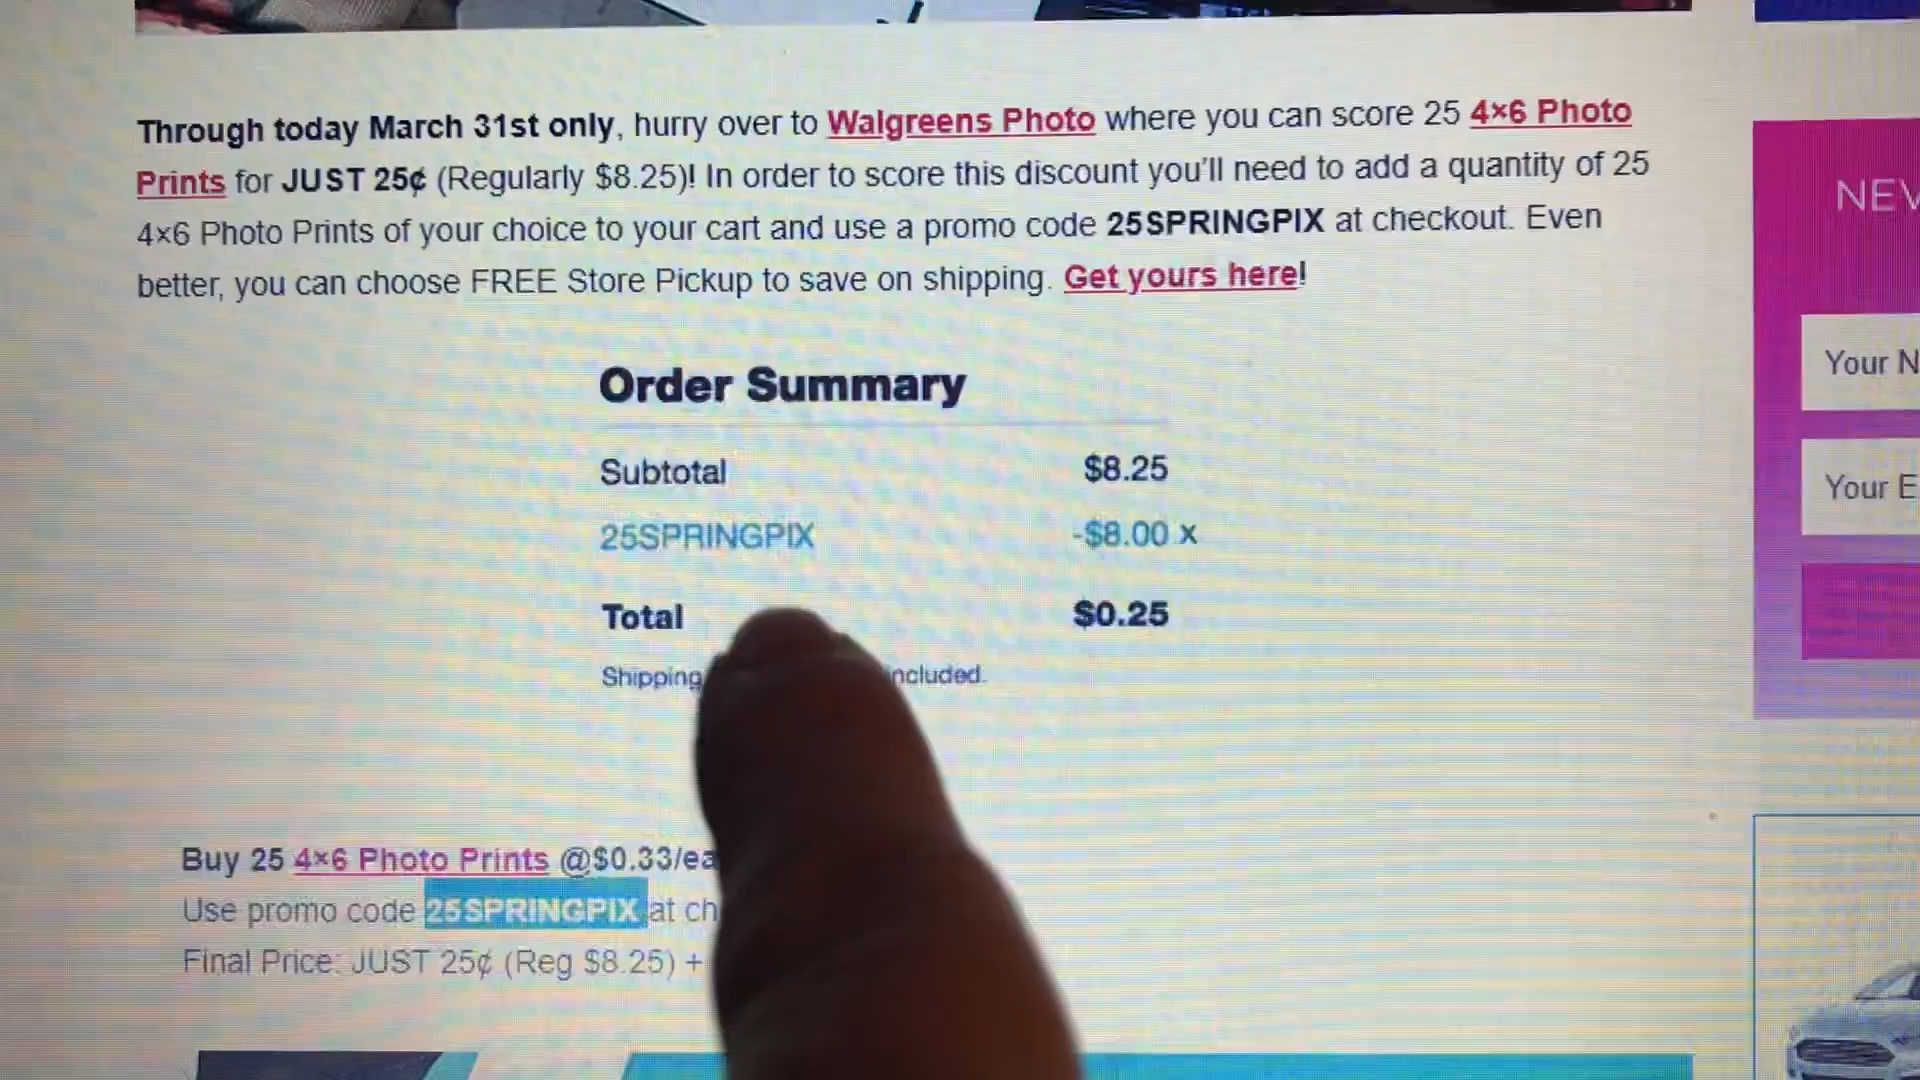 Through today March 31st only, hurry over to Walgreens Photo where you can score 25 4×6 Photo
Prints for JUST 25¢ (Regularly $8.25)! In order to score this discount you'll need to add a quantity of 25
4×6 Photo Prints of your choice to your cart and use a promo code 25SPRINGPIX at checkout. Even
better, you can choose FREE Store Pickup to save on shipping. Get yours here!
Order Summary
Subtotal $8.25
25SPRINGPIX -$8.00 x
Total $0.25
Shipping
Buy 25 4×6 Photo Prints @$0.33/ea
Use promo code 25SPRINGPIX at
Final Price: JUST 25¢ (Reg $8.25) +
Your
Your